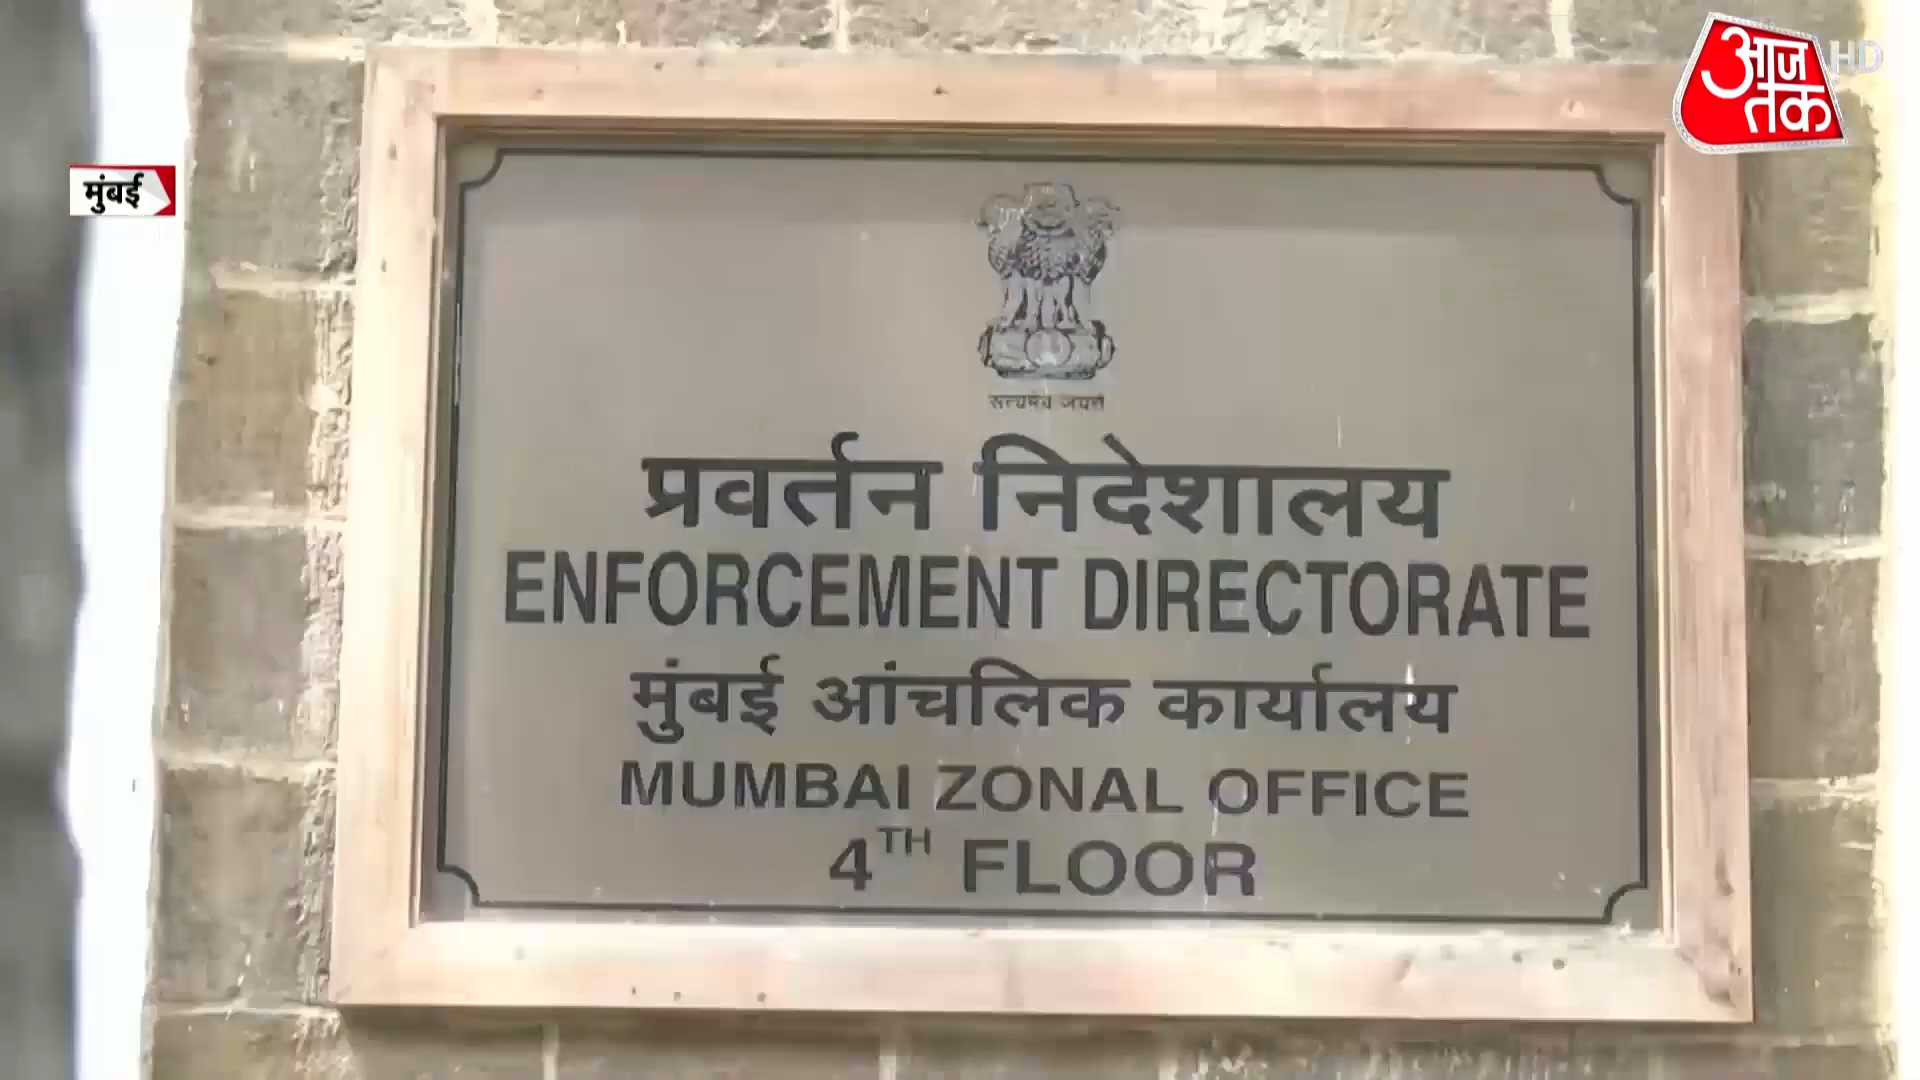 आज
तक
HD
मुंबई
सत्यमेव जयते
प्रवर्तन निदेशालय
ENFORCEMENT DIRECTORATE
मुंबई आंचलिक कार्यालय
MUMBAI ZONAL OFFICE
4TH FLOOR